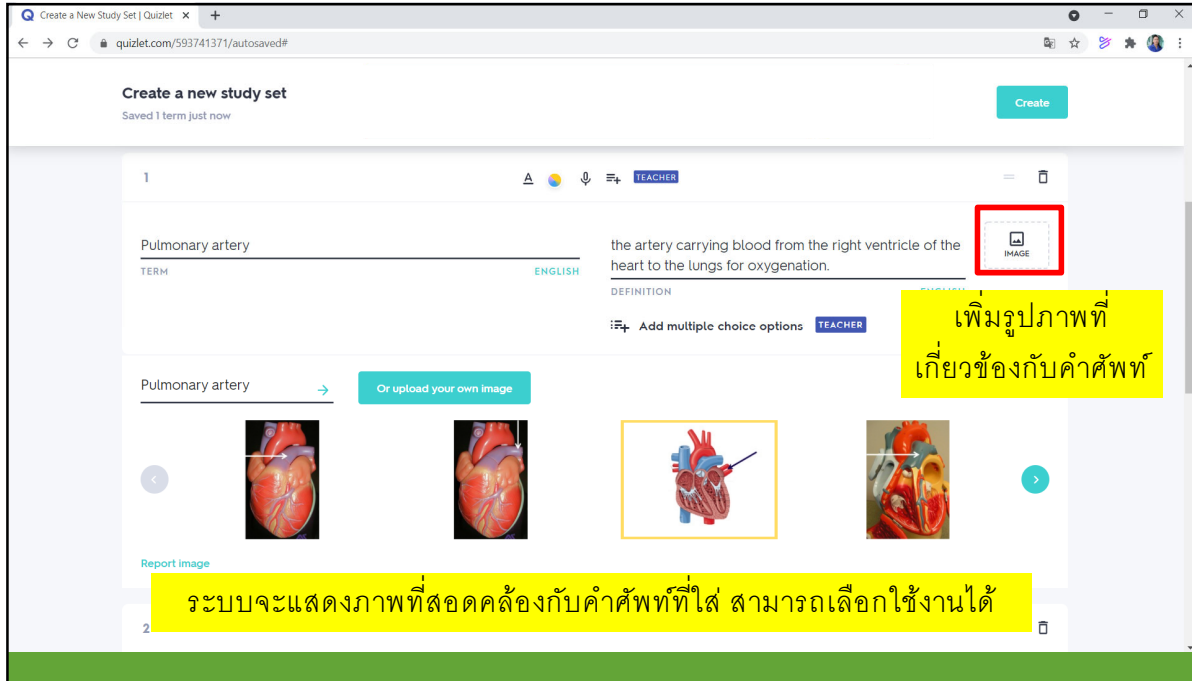 Create a New Study Set | Quizlet
quizlet.com/593741371/autosaved#
Create a new study set
Saved 1 term just now
Create
1
A
TEACHER
Pulmonary artery
TERM
ENGLISH
the artery carrying blood from the right ventricle of the
heart to the lungs for oxygenation.
DEFINITION
IMAGE
Add multiple choice options TEACHER
เพิ่มรูปภาพที่
เกี่ยวข้องกับคำศัพท์
Pulmonary artery
Or upload your own image
Report image
ระบบจะแสดงภาพที่สอดคล้องกับคำศัพท์ที่ใส่ สามารถเลือกใช้งานได้
2